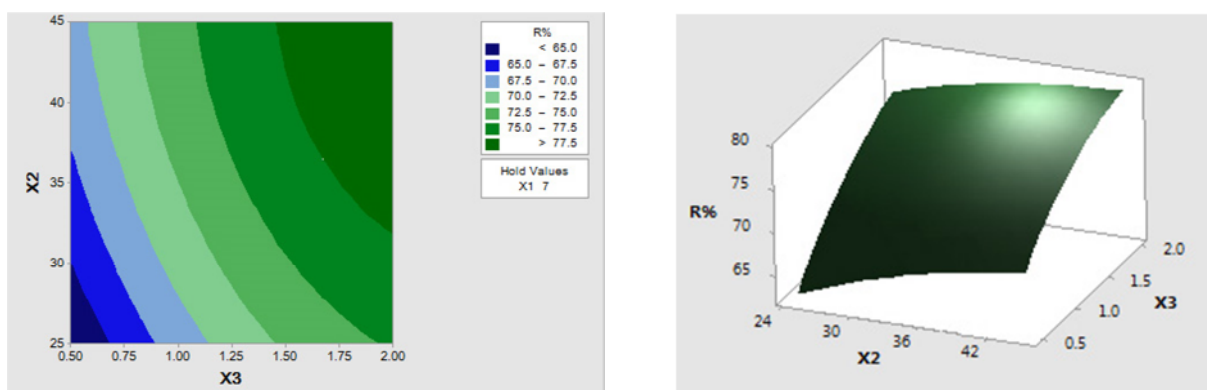 45
40
35
30
25
X2
0.50 0.75 1.00 1.25 1.50 1.75 2.00
X3
R%
< 65.0
65.0 – 67.5
67.5 – 70.0
70.0 – 72.5
72.5 – 75.0
75.0 – 77.5
> 77.5
Hold Values
X1 7
80
75
R%
70
65
24
30
36
42
X2
0.5
1.0
1.5
2.0
X3